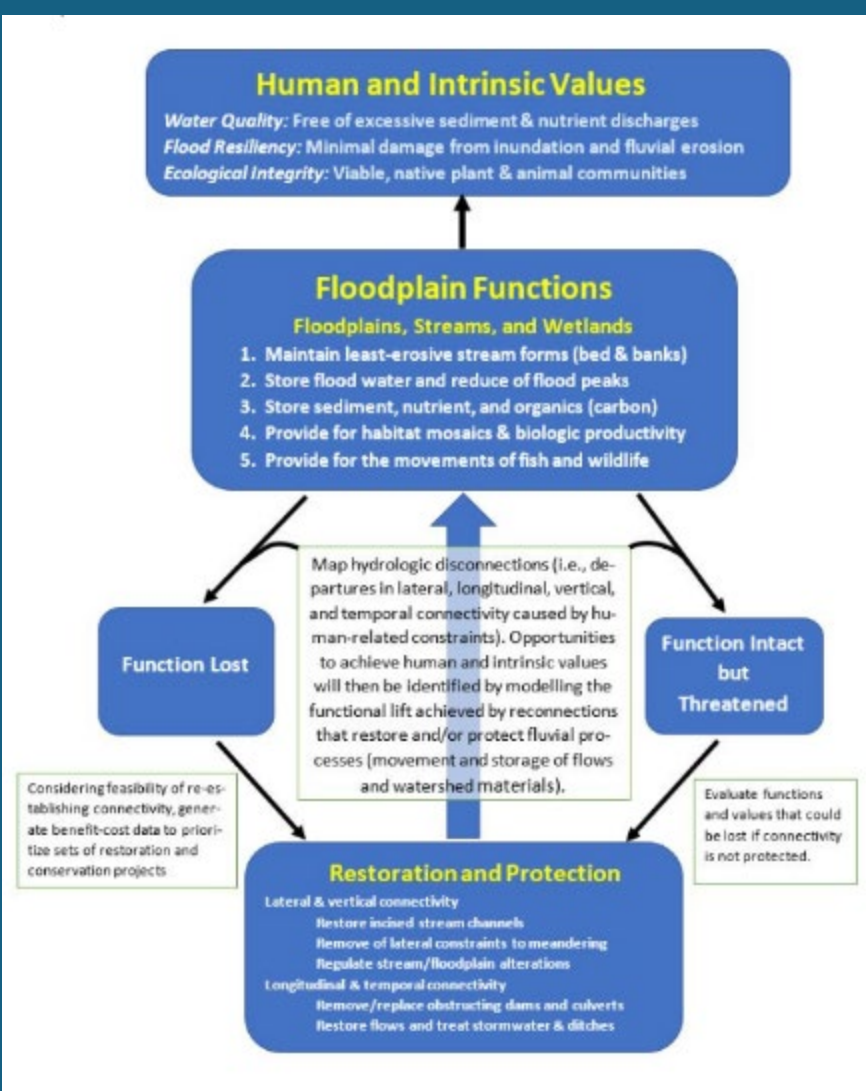 Human and Intrinsic Values
Water Quality: Free of excessive sediment & nutrient discharges
Flood Resiliency: Minimal damage from inundation and fluvial erosion
Ecological Integrity: Viable, native plant & animal communities
Floodplain Functions
Floodplains, Streams, and Wetlands
1. Maintain least-erosive stream forms (bed & banks)
2. Store flood water and reduce of flood peaks
3. Store sediment, nutrient, and organics (carbon)
4. Provide for habitat mosaics & biologic productivity
5. Provide for the movements of fish and wildlife
Map hydrologic disconnections (i.e., de-
partures in lateral, longitudinal, vertical,
and temporal connectivity caused by hu-
man-related constraints). Opportunities
to achieve human and intrinsic values
will then be identified by modelling the
functional lift achieved by reconnections
that restore and/or protect fluvial pro-
cesses (movement and storage of flows
and watershed materials).
Function Lost
Function Intact
but
Threatened
Considering feasibility of re-es-
tablishing connectivity, gener-
ate benefit-cost data to priori-
tize sets of restoration and
conservation projects
Evaluate functions
and values that could
be lost if connectivity
is not protected.
Restoration and Protection
Lateral & vertical connectivity
Restore incised stream channels
Remove of lateral constraints to meandering
Regulate stream/floodplain alterations
Longitudinal & temporal connectivity
Remove/replace obstructing dams and culverts
Restore flows and treat stormwater & ditches